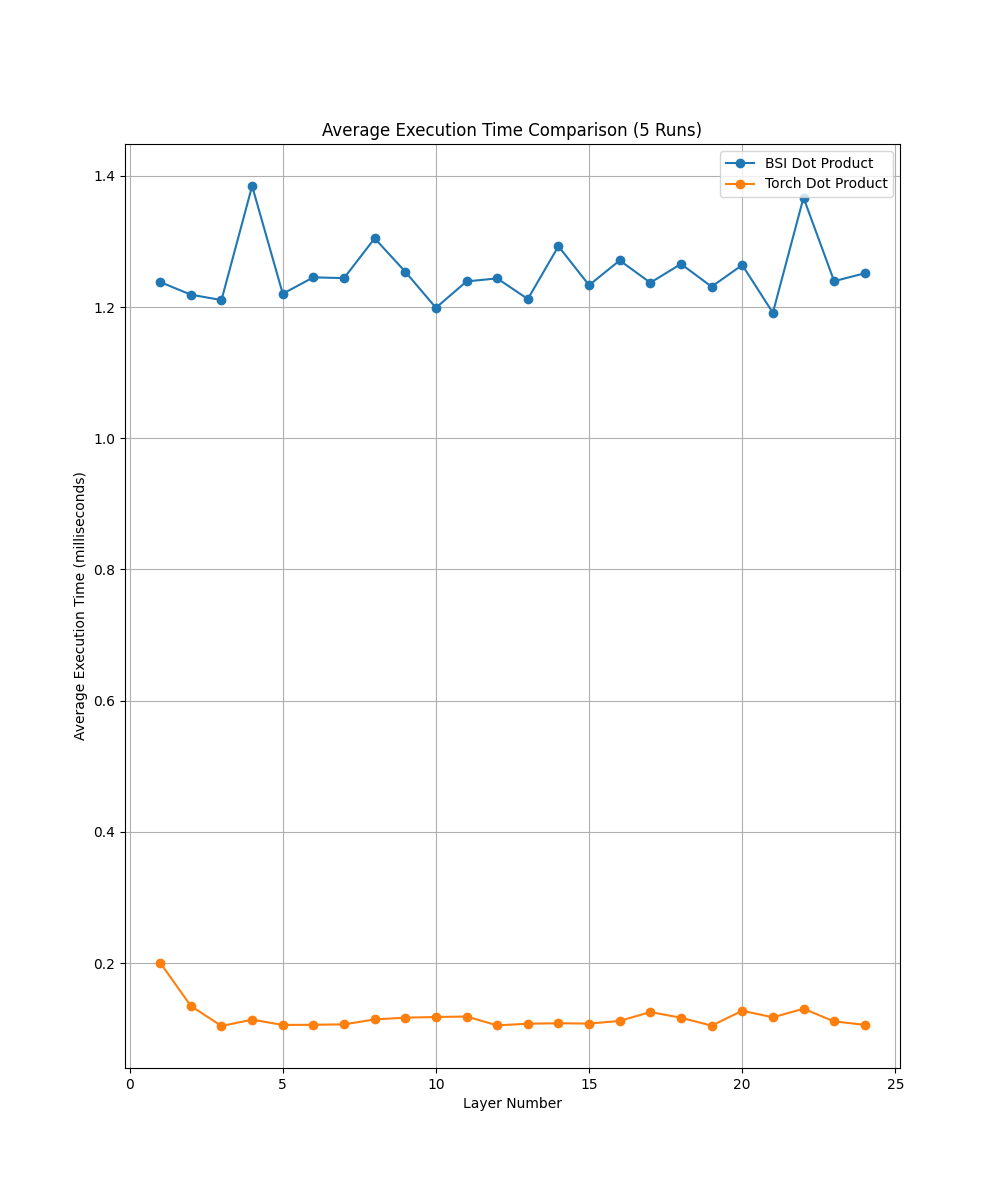 Average Execution Time Comparison (5 Runs)
BSI Dot Product
Torch Dot Product
1.4
1.2
1.0
0.8
0.6
0.4
0.2
Average Execution Time (milliseconds)
0 5 10 15 20 25
Layer Number